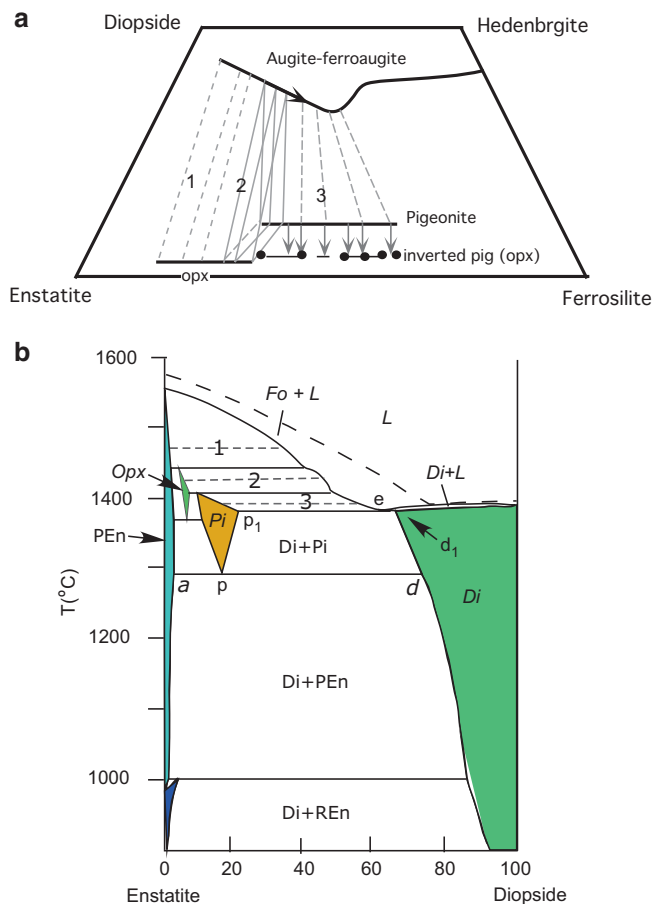 a
Diopside
Hedenbrgite
Augite-ferroaugite
1
2
3
Pigeonite
inverted pig (opx)
opx
Enstatite
Ferrosilite
b
1600
Fo + L
L
1
Opx
2
Di+L
1400
3
e
PEn
Pi
p1
d1
Di+Pi
T(°C)
a
p
d
Di
1200
Di+PEn
1000
Di+REn
0
20
40
60
80
100
Enstatite
Diopside